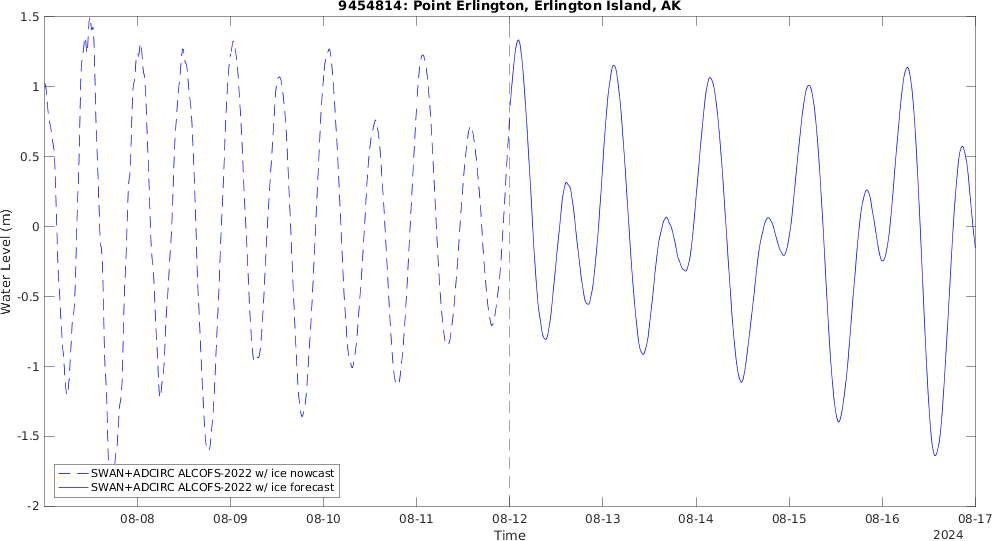 9454814: Point Erlington, Erlington Island, AK
Water Level (m)
1.5
1
0.5
0
-0.5
-1
-1.5
-2
SWAN+ADCIRC ALCOFS-2022 w/ ice nowcast
SWAN+ADCIRC ALCOFS-2022 w/ ice forecast
08-08 08-09 08-10 08-11 08-12 08-13 08-14 08-15 08-16 08-17
Time
2024